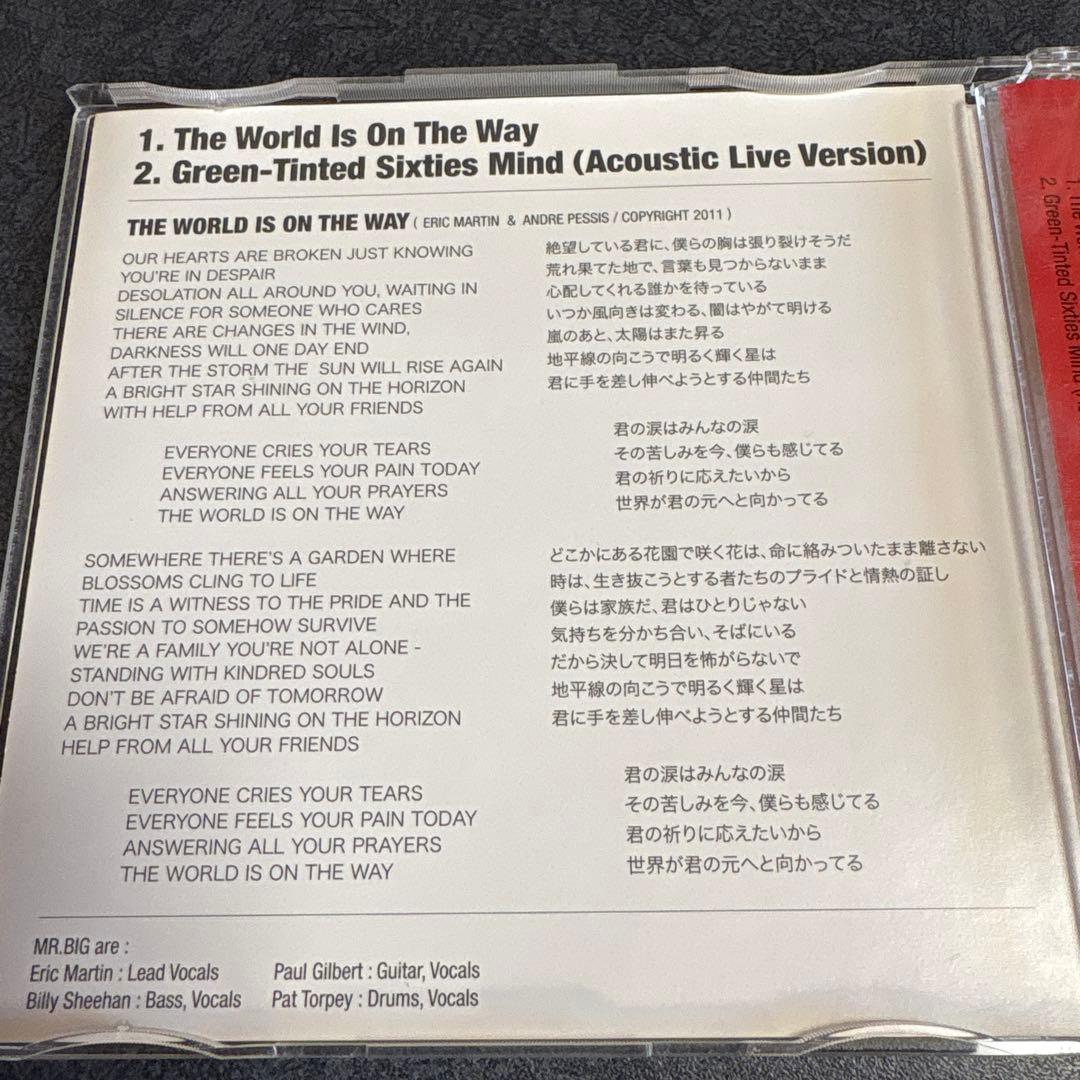 1. The World Is On The Way
2. Green-Tinted Sixties Mind (Acoustic Live Version)
THE WORLD IS ON THE WAY ( ERIC MARTIN & ANDRE PESSIS / COPYRIGHT 2011 )
OUR HEARTS ARE BROKEN JUST KNOWING
YOU'RE IN DESPAIR
DESOLATION ALL AROUND YOU, WAITING IN
SILENCE FOR SOMEONE WHO CARES
THERE ARE CHANGES IN THE WIND,
DARKNESS WILL ONE DAY END
AFTER THE STORM THE SUN WILL RISE AGAIN
A BRIGHT STAR SHINING ON THE HORIZON
WITH HELP FROM ALL YOUR FRIENDS
EVERYONE CRIES YOUR TEARS
EVERYONE FEELS YOUR PAIN TODAY
ANSWERING ALL YOUR PRAYERS
THE WORLD IS ON THE WAY
SOMEWHERE THERE'S A GARDEN WHERE
BLOSSOMS CLING TO LIFE
TIME IS A WITNESS TO THE PRIDE AND THE
PASSION TO SOMEHOW SURVIVE
WE'RE A FAMILY YOU'RE NOT ALONE -
STANDING WITH KINDRED SOULS
DON'T BE AFRAID OF TOMORROW
A BRIGHT STAR SHINING ON THE HORIZON
HELP FROM ALL YOUR FRIENDS
EVERYONE CRIES YOUR TEARS
EVERYONE FEELS YOUR PAIN TODAY
ANSWERING ALL YOUR PRAYERS
THE WORLD IS ON THE WAY
絶望している君に、僕らの胸は張り裂けそうだ
荒れ果てた地で、言葉も見つからないまま
心配してくれる誰かを待っている
いつか風向きは変わる、闇はやがて明ける
嵐のあと、太陽はまた昇る
地平線の向こうで明るく輝く星は
君に手を差し伸べようとする仲間たち
君の涙はみんなの涙
その苦しみを今、僕らも感じてる
君の祈りに応えたいから
世界が君の元へと向かってる
どこかにある花園で咲く花は、命に絡みついたまま離さない
時は、生き抜こうとする者たちのプライドと情熱の証し
僕らは家族だ、君はひとりじゃない
気持ちを分かち合い、そばにいる
だから決して明日を怖がらないで
地平線の向こうで明るく輝く星は
君に手を差し伸べようとする仲間たち
君の涙はみんなの涙
その苦しみを今、僕らも感じてる
君の祈りに応えたいから
世界が君の元へと向かってる
MR.BIG are :
Eric Martin : Lead Vocals
Paul Gilbert : Guitar, Vocals
Billy Sheehan : Bass, Vocals
Pat Torpey : Drums, Vocals
1. The W
2. Green-Tinted Sixties Mind